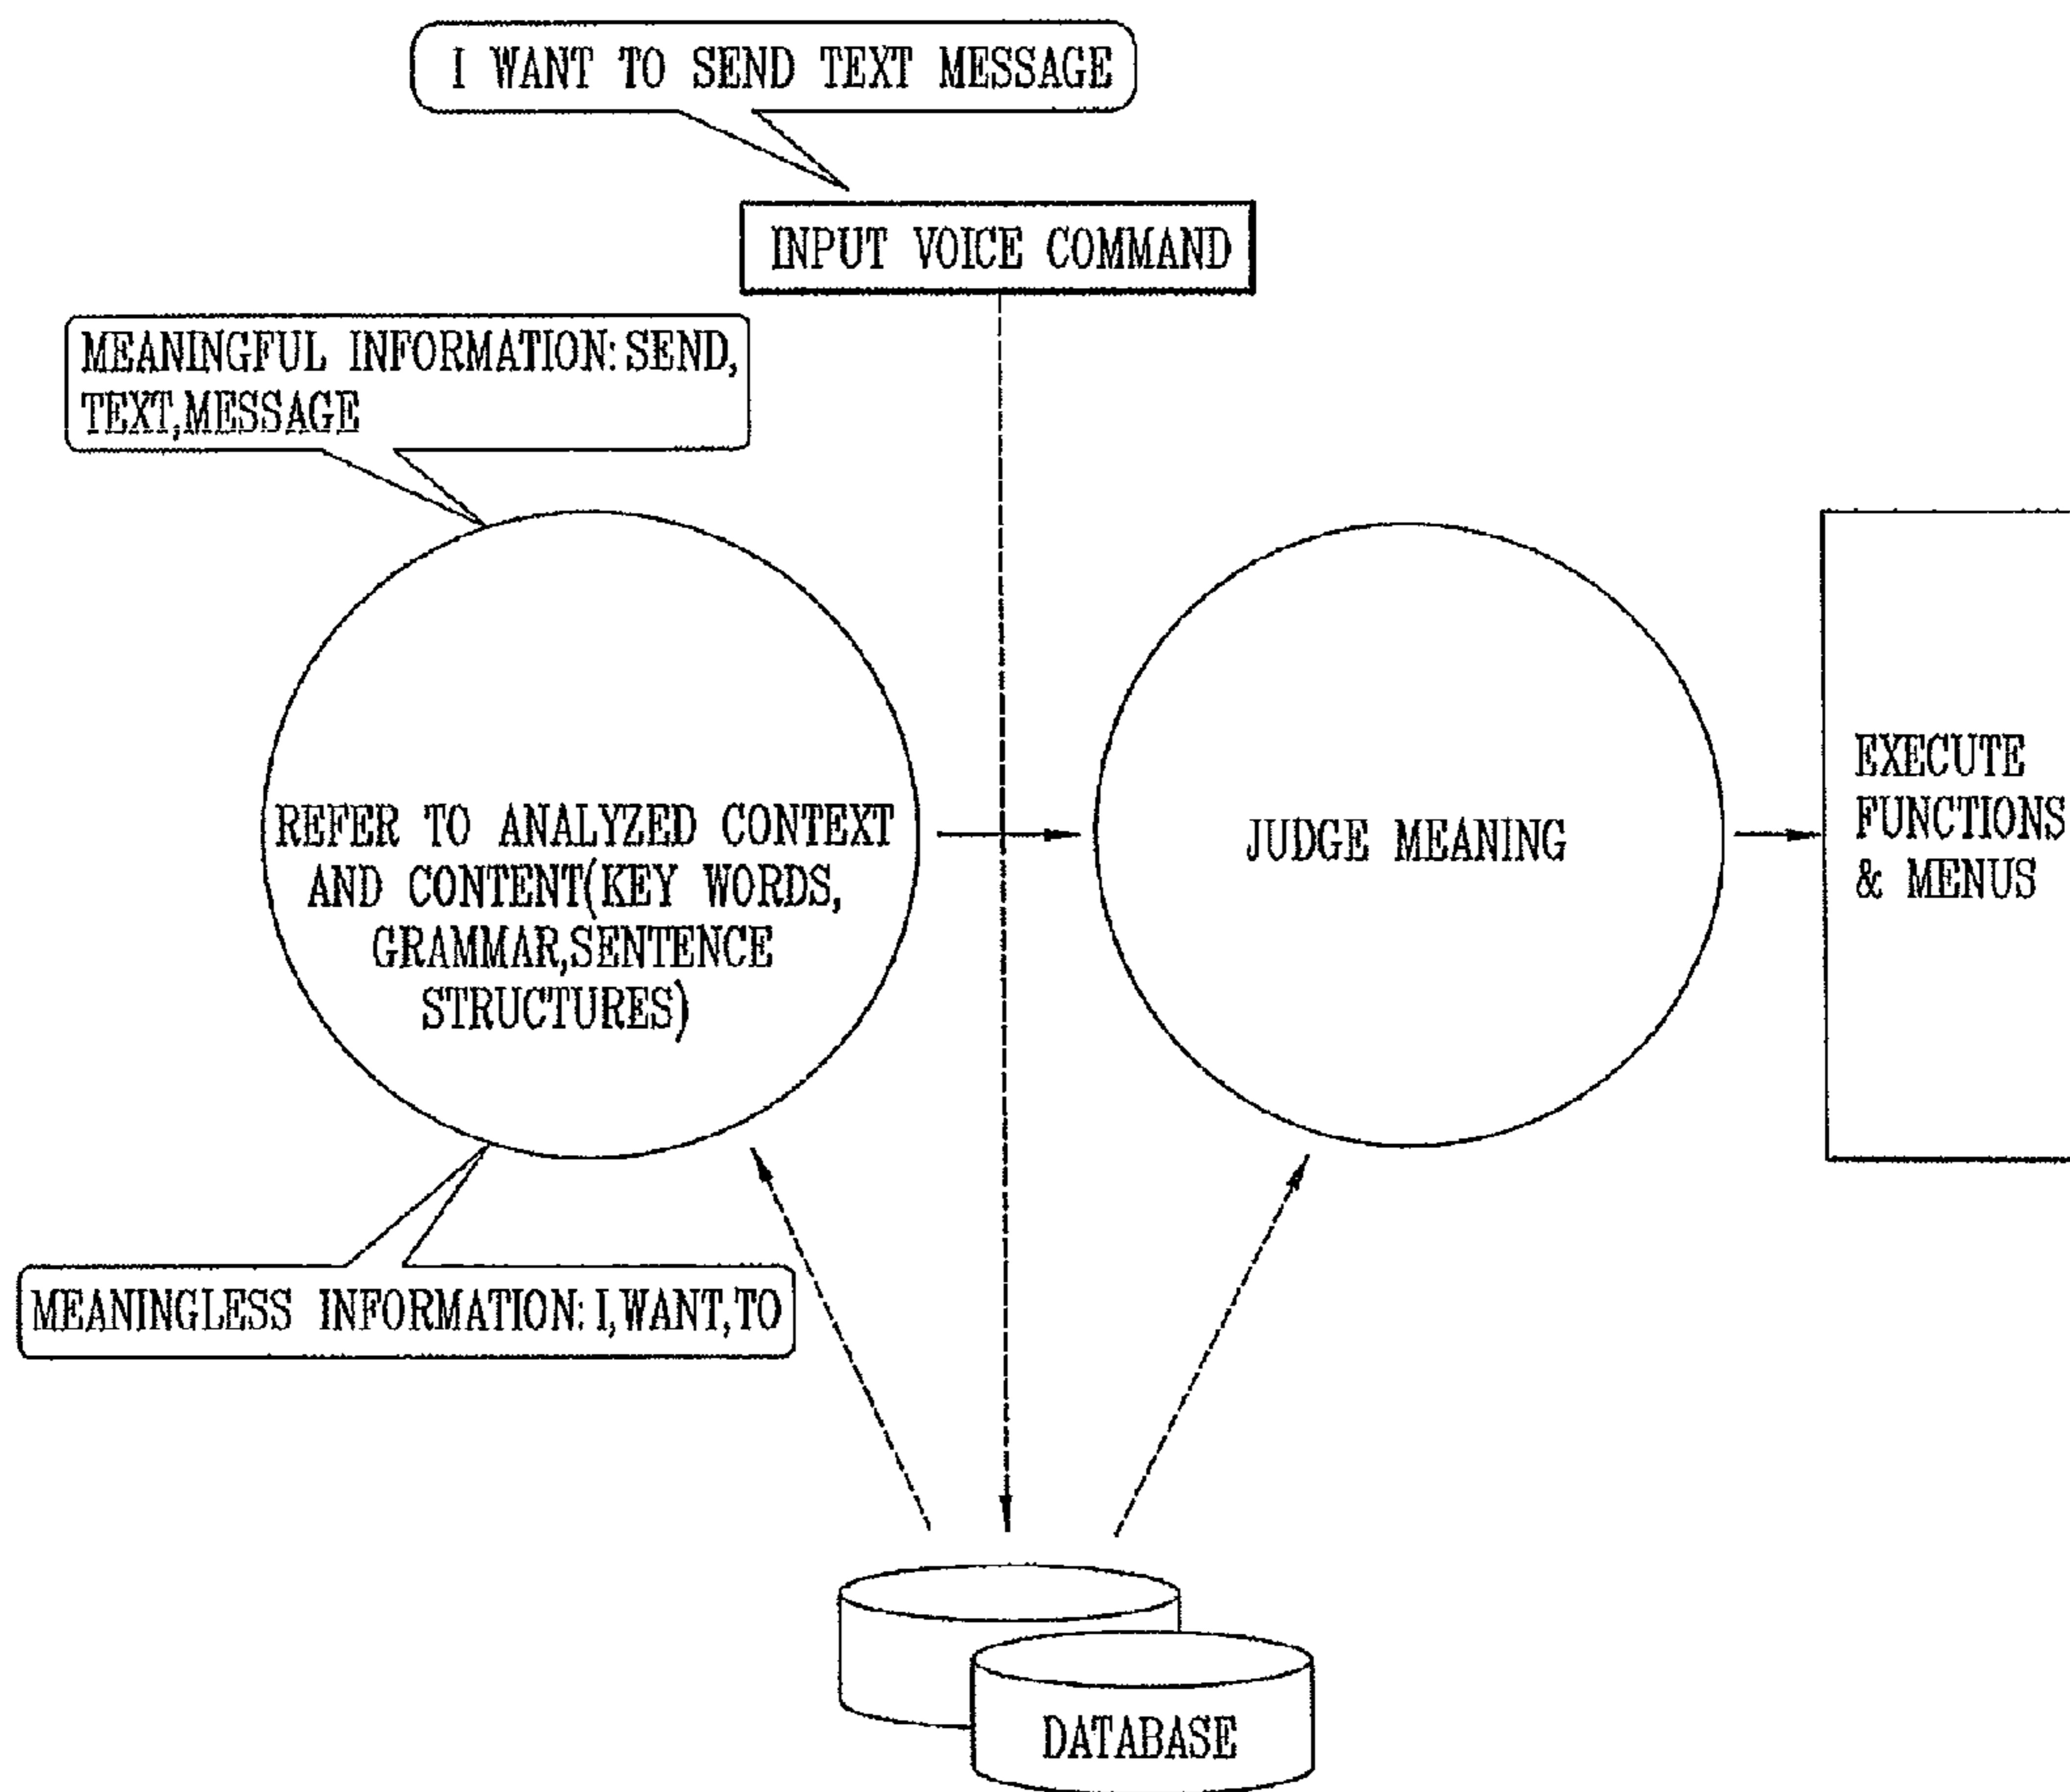 I WANT TO SEND TEXT MESSAGE
INPUT VOICE COMMAND
MEANINGFUL INFORMATION: SEND,
TEXT,MESSAGE
REFER TO ANALYZED CONTEXT
AND CONTENT(KEY WORDS,
GRAMMAR,SENTENCE
STRUCTURES)
JUDGE MEANING
EXECUTE
FUNCTIONS
& MENUS
MEANINGLESS INFORMATION: I,WANT,TO
DATABASE